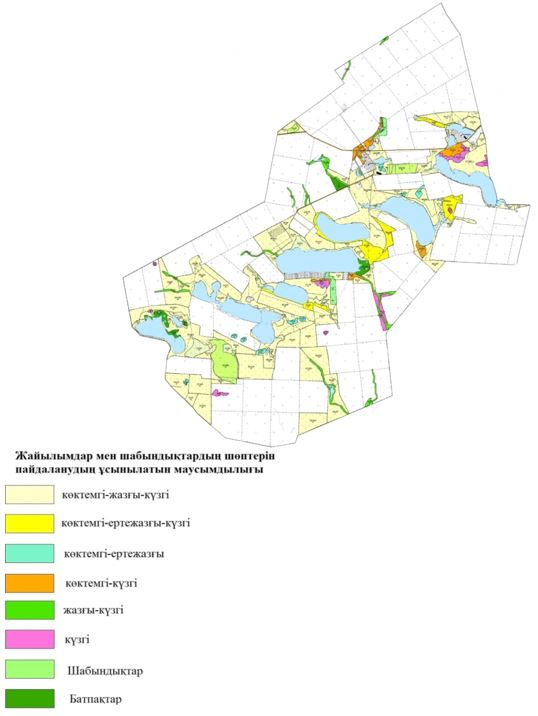 Жайылымдар мен шабындықтардың шөптерін
пайдаланудың ұсынылатын маусымдылығы
көктемгі-жазғы-күзгі
көктемгі-ертежазғы-күзгі
көктемгі-ертежазғы
көктемгі-күзгі
жазғы-күзгі
күзгі
Шабындықтар
Батпақтар